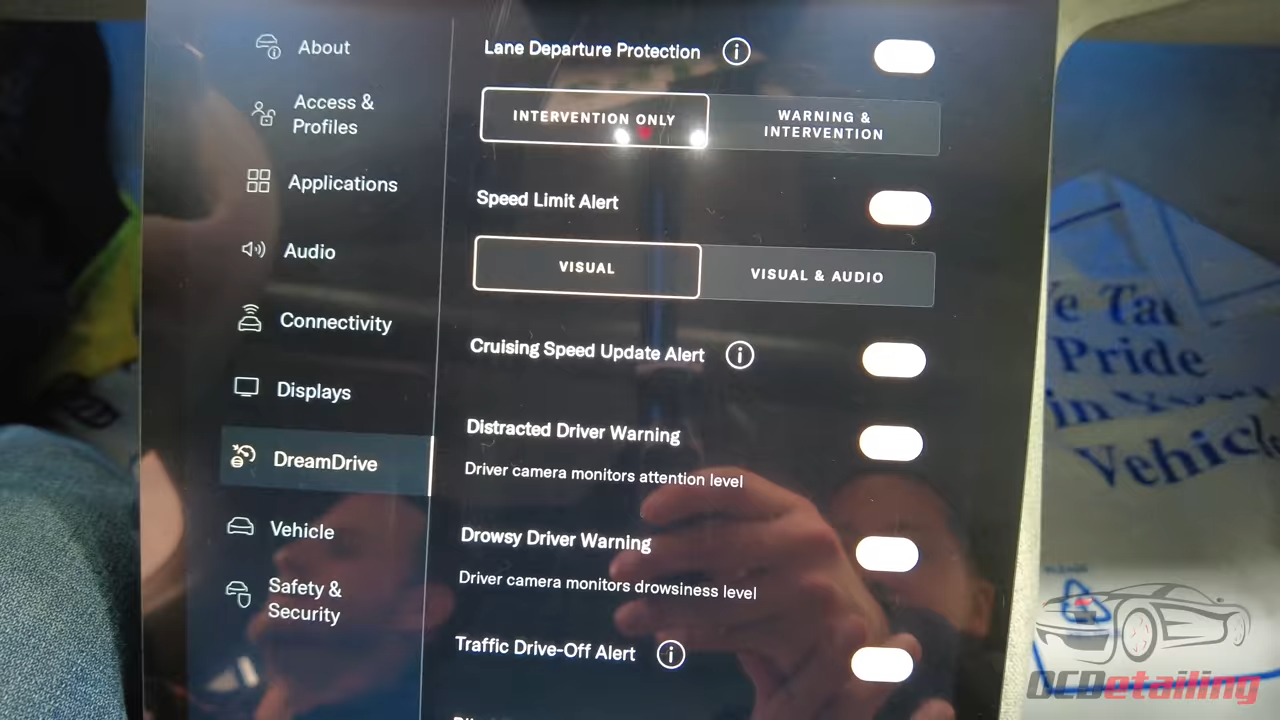 About
Access &
Profiles
Applications
Audio
Connectivity
Displays
DreamDrive
Vehicle
Safety &
Security
Lane Departure Protection
INTERVENTION ONLY
WARNING &
INTERVENTION
Speed Limit Alert
VISUAL
VISUAL & AUDIO
Cruising Speed Update Alert
Distracted Driver Warning
Driver camera monitors attention level
Drowsy Driver Warning
Driver camera monitors drowsiness level
Traffic Drive-Off Alert
Pride
in
Vehicle
OCDetailing